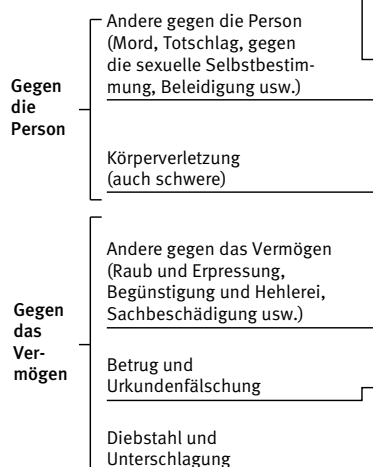 Andere gegen die Person
(Mord, Totschlag, gegen
die sexuelle Selbstbestim-
mung, Beleidigung usw.)
Gegen
die
Person
Körperverletzung
(auch schwere)
Andere gegen das Vermögen
(Raub und Erpressung,
Begünstigung und Hehlerei,
Sachbeschädigung usw.)
Gegen
das
Ver-
mögen
Betrug und
Urkundenfälschung
Diebstahl und
Unterschlagung